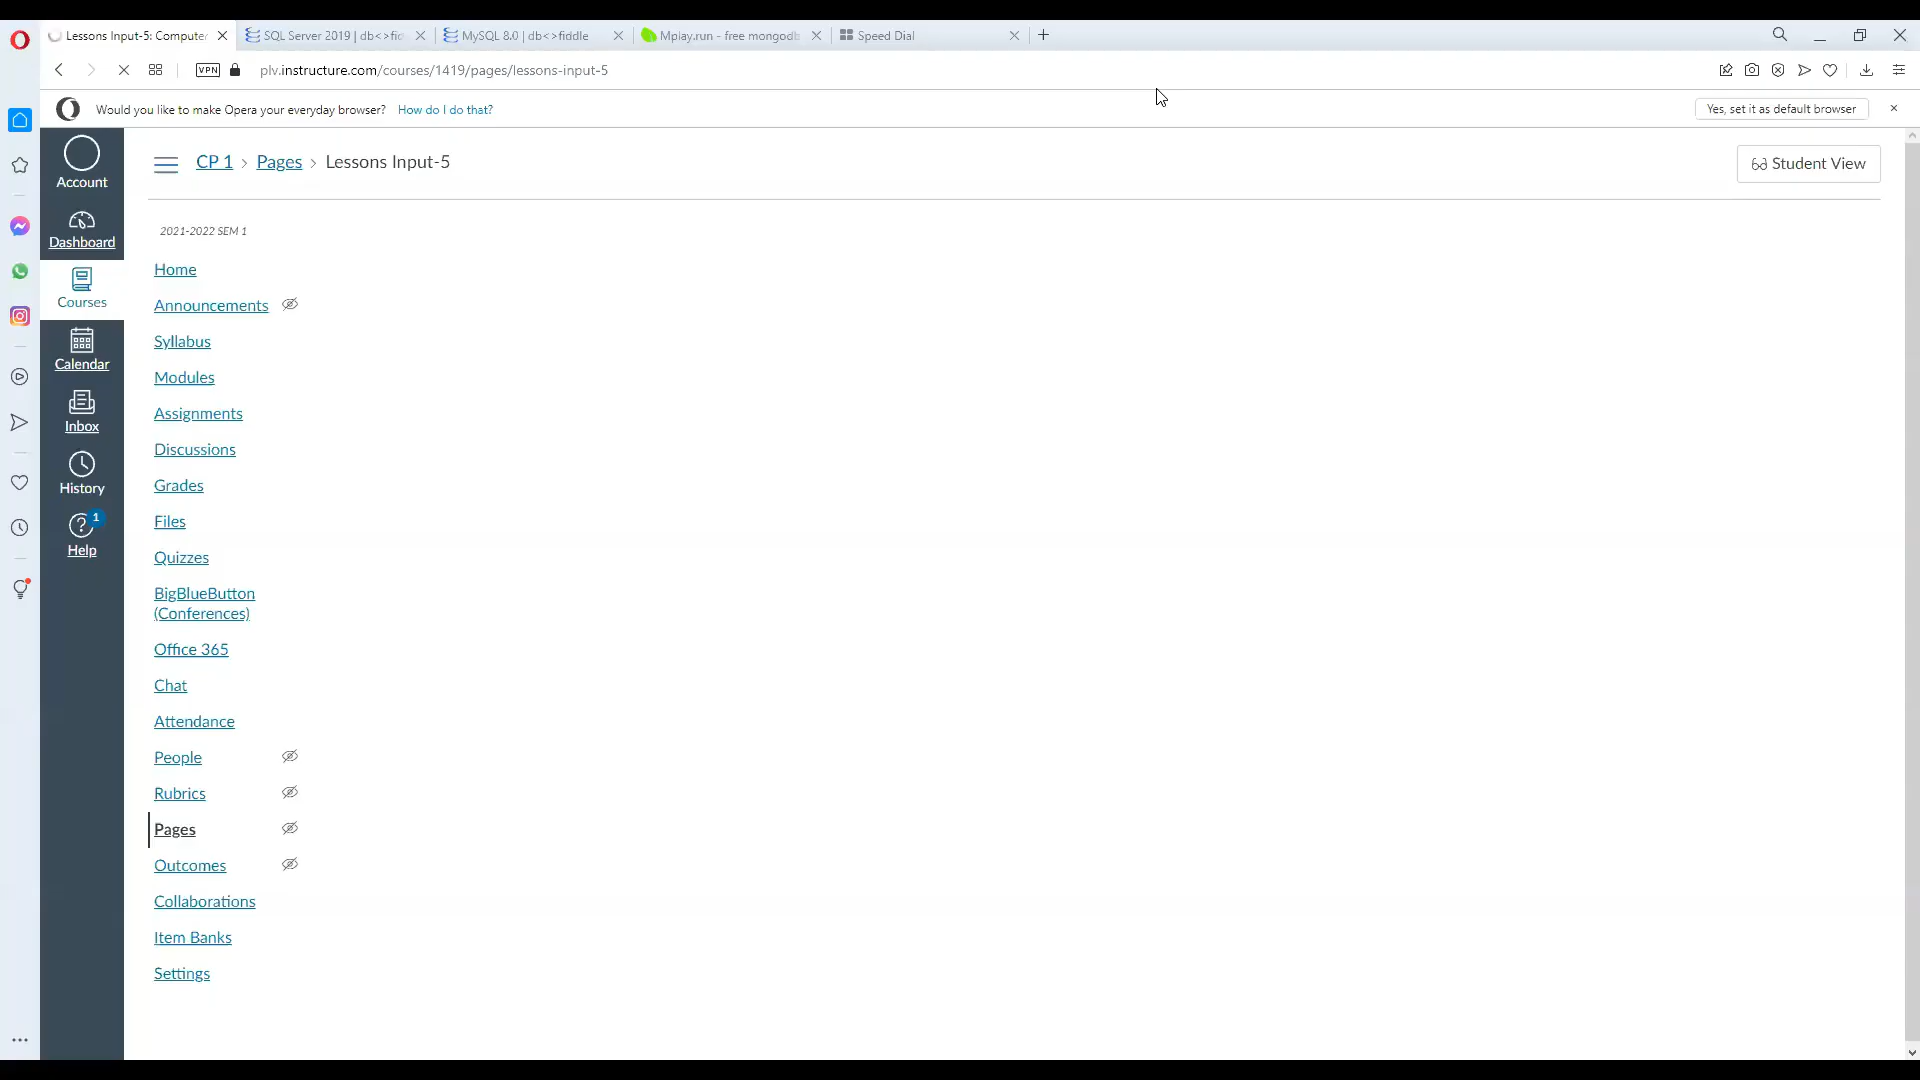 Lessons Input-5: Compute
SQL Server 2019 | db<>fid
MySQL 8.0 | db<>fiddle
Mplay.run - free mongodb
Speed Dial
VPN
plv.instructure.com/courses/1419/pages/lessons-input-5
Would you like to make Opera your everyday browser? How do I do that?
Yes, set it as default browser
Account
Dashboard
Courses
Calendar
Inbox
History
1
Help
CP 1 > Pages > Lessons Input-5
Student View
2021-2022 SEM 1
Home
Announcements
Syllabus
Modules
Assignments
Discussions
Grades
Files
Quizzes
BigBlueButton
(Conferences)
Office 365
Chat
Attendance
People
Rubrics
Pages
Outcomes
Collaborations
Item Banks
Settings